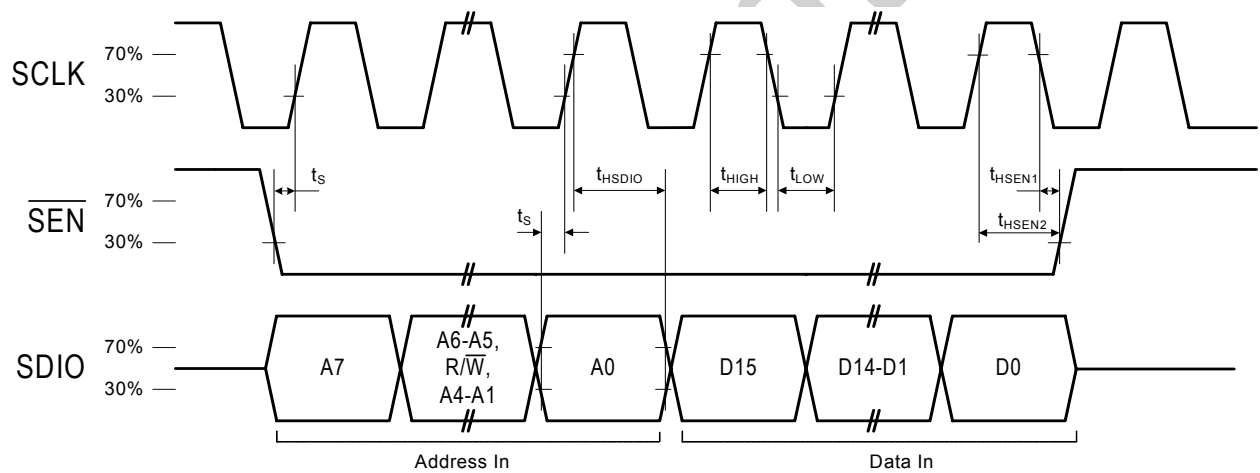 SCLK
70%
30%
SEN
70%
30%
tS
tS
tHSDIO
tHIGH
tLOW
tHSEN1
tHSEN2
SDIO
70%
30%
A7
A6-A5,
R/W,
A4-A1
A0
D15
D14-D1
D0
Address In
Data In